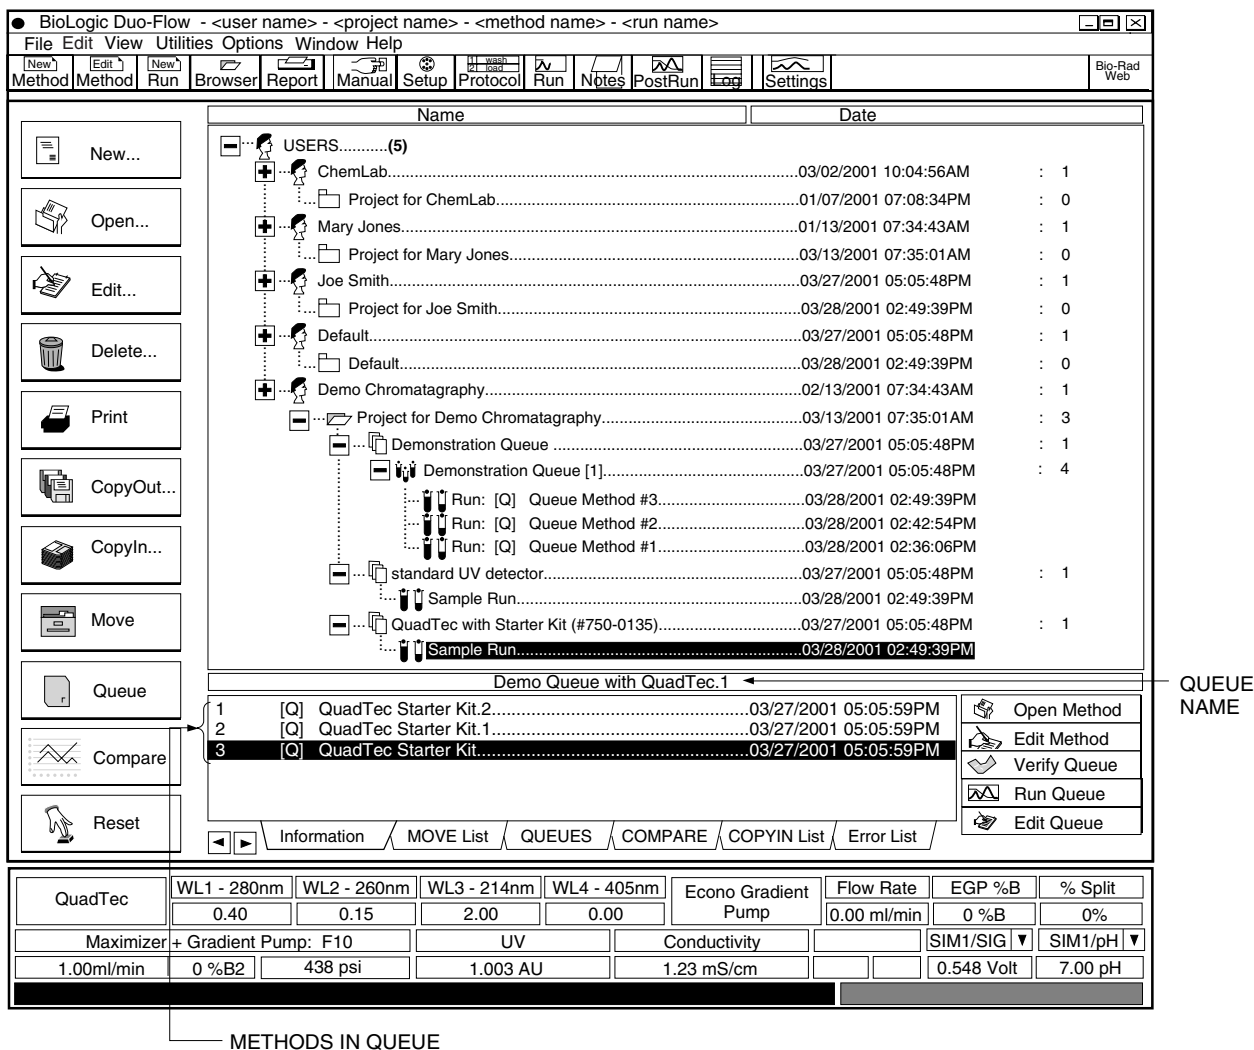 BioLogic Duo-Flow - <user name> - <project name> - <method name> - <run name>
File Edit View Utilities Options Window Help
New Method
Edit Method
New Run
Browser
Report
Manual
Setup
1 wash 2 load Protocol
Run
Notes
PostRun
Log
Settings
Bio-Rad Web
Name Date
New...
Open...
Edit...
Delete...
Print
CopyOut...
CopyIn...
Move
Queue
Compare
Reset
USERS...........(5)
ChemLab..........03/02/2001 10:04:56AM : 1
Project for ChemLab..........01/07/2001 07:08:34PM : 0
Mary Jones..........01/13/2001 07:34:43AM : 1
Project for Mary Jones..........03/13/2001 07:35:01AM : 0
Joe Smith..........03/27/2001 05:05:48PM : 1
Project for Joe Smith..........03/28/2001 02:49:39PM : 0
Default..........03/27/2001 05:05:48PM : 1
Default..........03/28/2001 02:49:39PM : 0
Demo Chromatagraphy..........02/13/2001 07:34:43AM : 1
Project for Demo Chromatagraphy..........03/13/2001 07:35:01AM : 3
Demonstration Queue ..........03/27/2001 05:05:48PM : 1
Demonstration Queue [1]..........03/27/2001 05:05:48PM : 4
Run: [Q] Queue Method #3..........03/28/2001 02:49:39PM
Run: [Q] Queue Method #2..........03/28/2001 02:42:54PM
Run: [Q] Queue Method #1..........03/28/2001 02:36:06PM
standard UV detector..........03/27/2001 05:05:48PM : 1
Sample Run..........03/28/2001 02:49:39PM
QuadTec with Starter Kit (#750-0135)..........03/27/2001 05:05:48PM : 1
Sample Run..........03/28/2001 02:49:39PM
Demo Queue with QuadTec.1
QUEUE NAME
1 [Q] QuadTec Starter Kit.2..........03/27/2001 05:05:59PM
2 [Q] QuadTec Starter Kit.1..........03/27/2001 05:05:59PM
3 [Q] QuadTec Starter Kit..........03/27/2001 05:05:59PM
Open Method
Edit Method
Verify Queue
Run Queue
Edit Queue
Information MOVE List QUEUES COMPARE COPYIN List Error List
QuadTec
WL1 - 280nm WL2 - 260nm WL3 - 214nm WL4 - 405nm
0.40 0.15 2.00 0.00
Econo Gradient Pump
Flow Rate EGP %B % Split
0.00 ml/min 0 %B 0%
Maximizer + Gradient Pump: F10 UV Conductivity SIM1/SIG SIM1/pH
1.00ml/min 0 %B2 438 psi 1.003 AU 1.23 mS/cm 0.548 Volt 7.00 pH
METHODS IN QUEUE